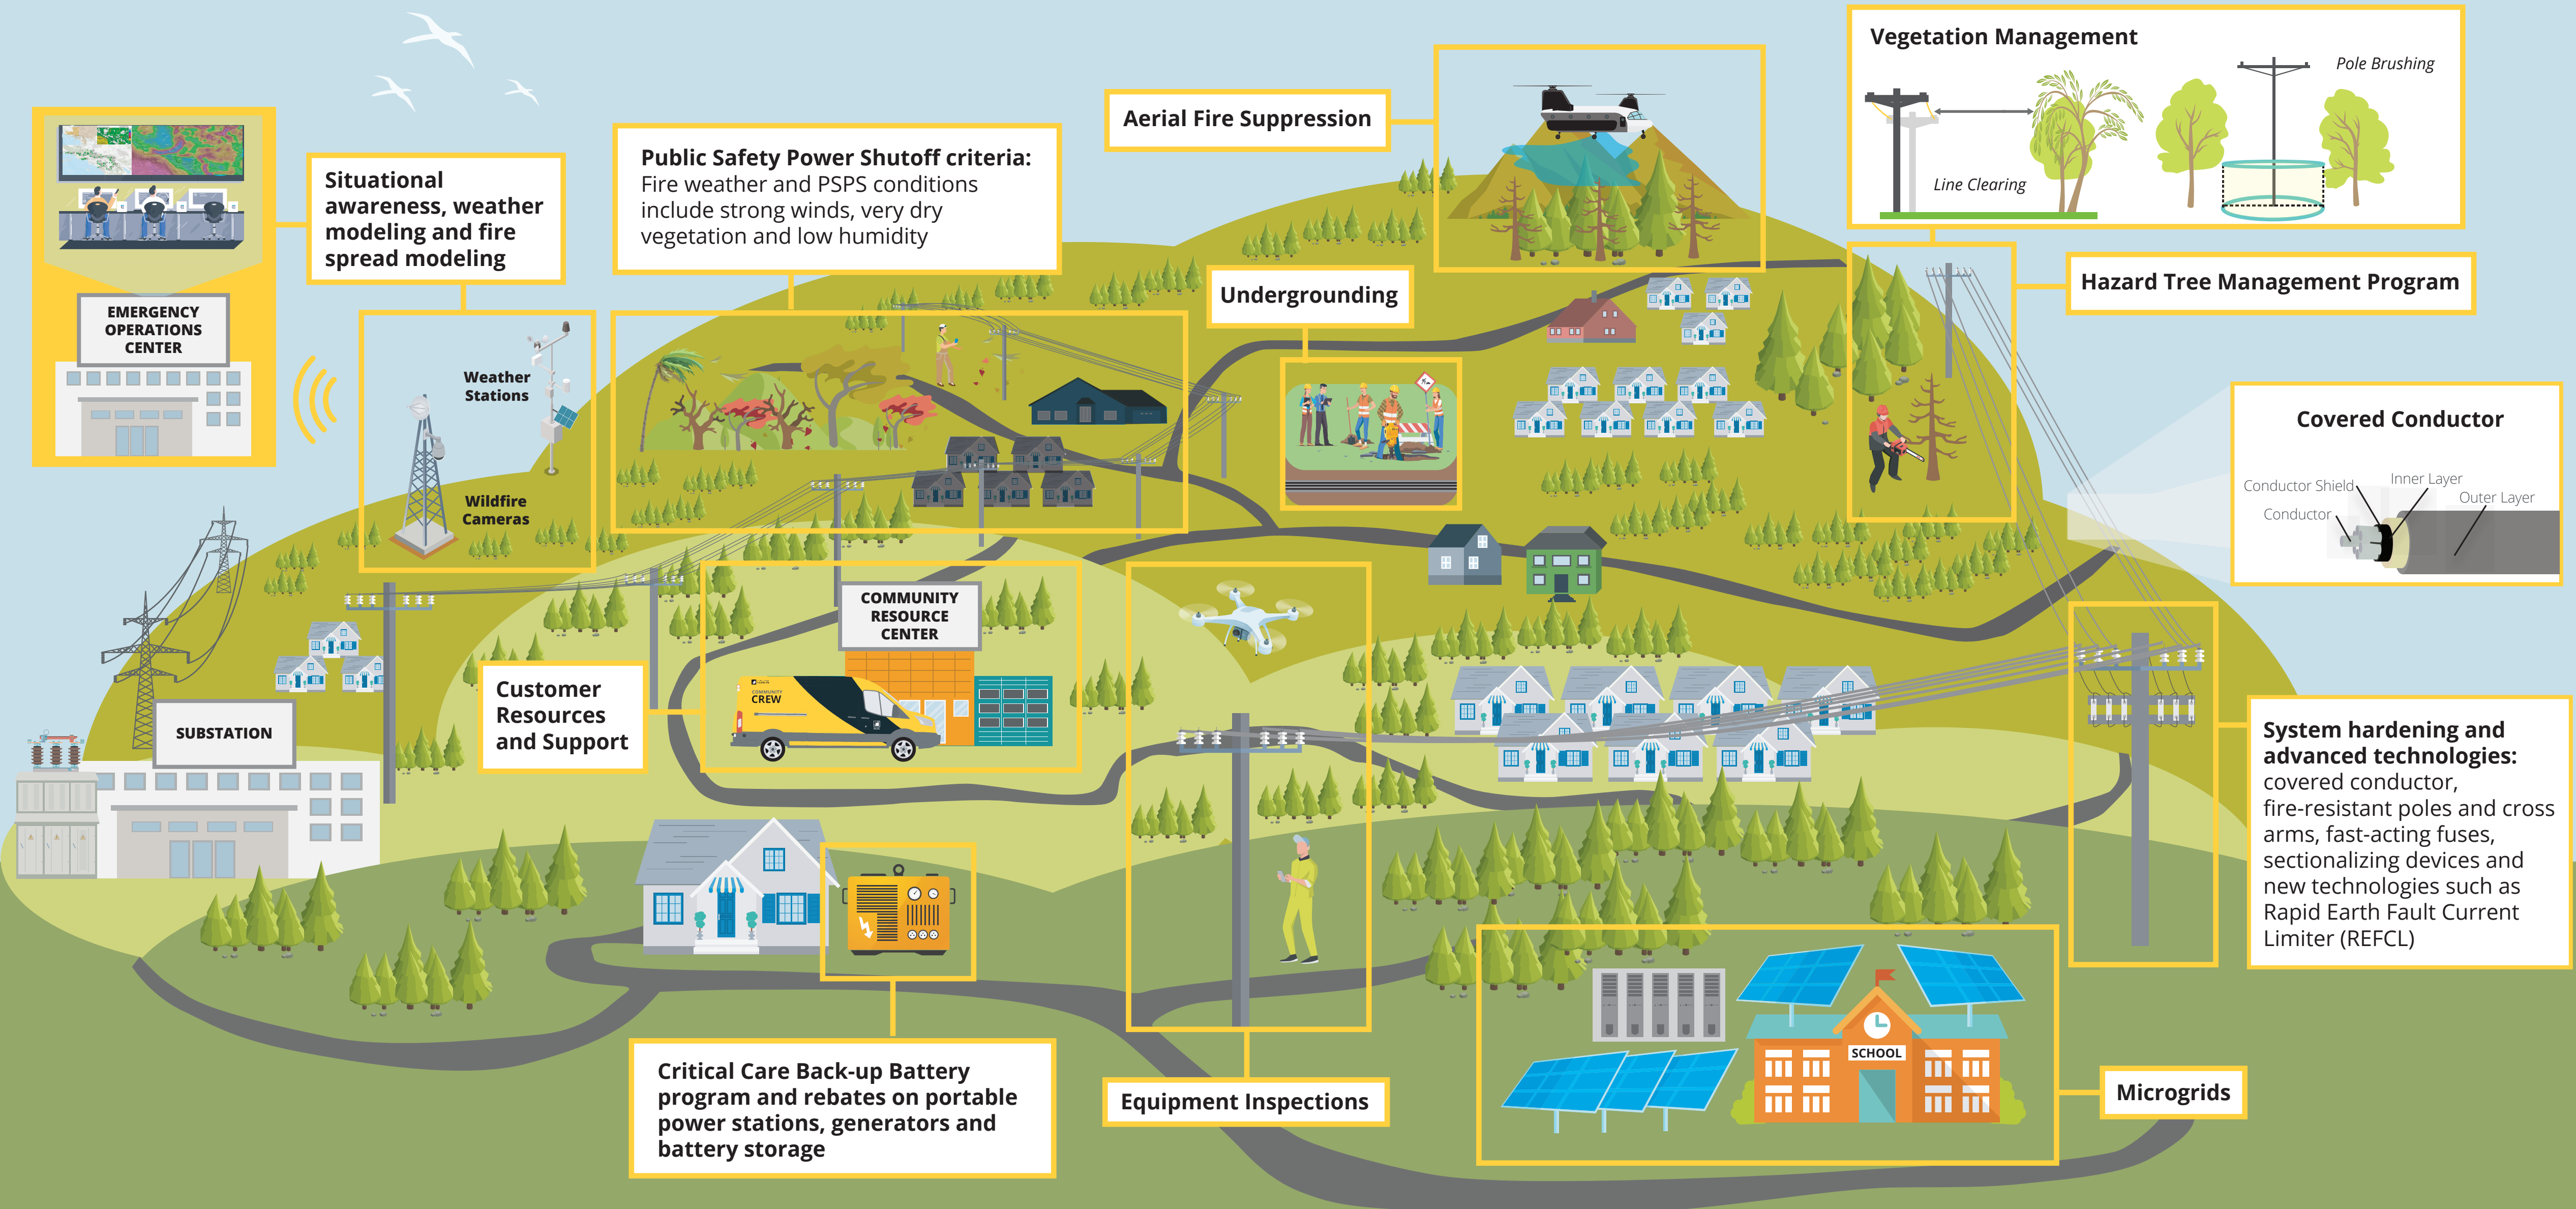 Vegetation Management
Pole Brushing
Line Clearing
Aerial Fire Suppression
Situational
awareness, weather
modeling and fire
spread modeling
Public Safety Power Shutoff criteria:
Fire weather and PSPS conditions
include strong winds, very dry
vegetation and low humidity
Undergrounding
Hazard Tree Management Program
EMERGENCY
OPERATIONS
CENTER
Weather
Stations
Wildfire
Cameras
Covered Conductor
Conductor Shield
Inner Layer
Outer Layer
Conductor
COMMUNITY
RESOURCE
CENTER
Customer
Resources
and Support
COMMUNITY
CREW
SUBSTATION
System hardening and
advanced technologies:
covered conductor,
fire-resistant poles and cross
arms, fast-acting fuses,
sectionalizing devices and
new technologies such as
Rapid Earth Fault Current
Limiter (REFCL)
Critical Care Back-up Battery
program and rebates on portable
power stations, generators and
battery storage
Equipment Inspections
SCHOOL
Microgrids